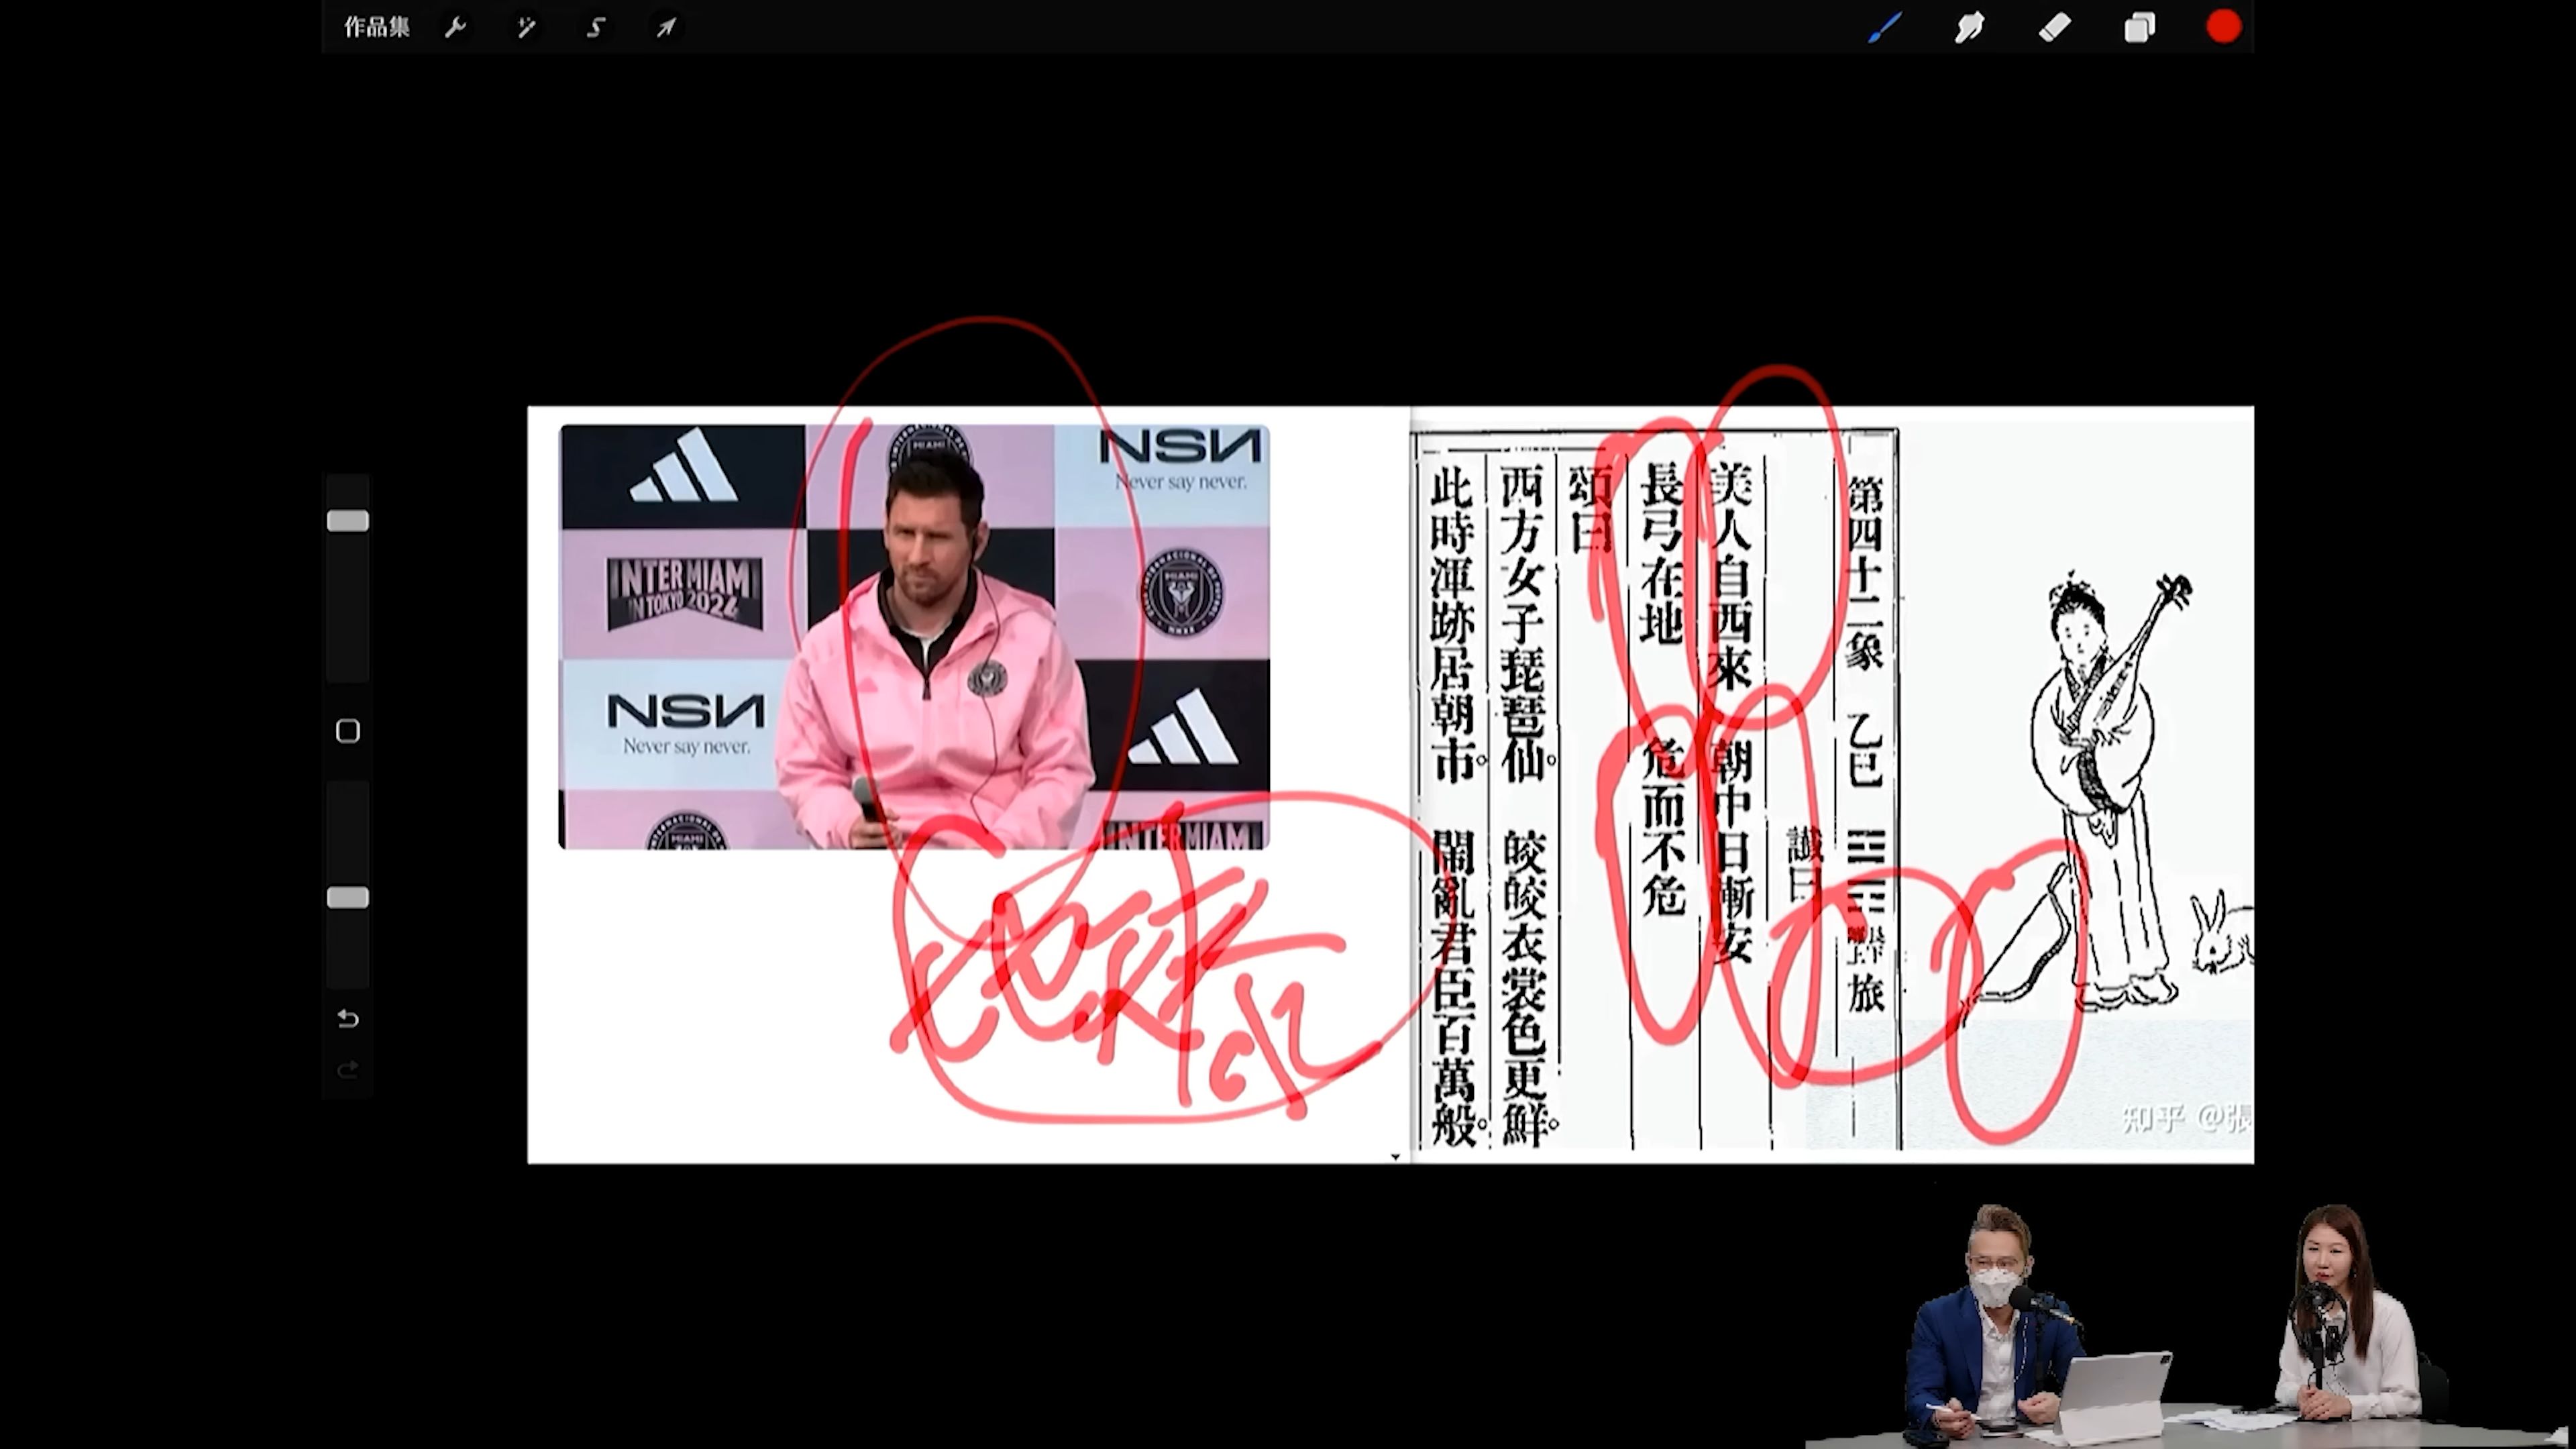 作品集
MIAMI
NSN
Never say never.
INTER MIAMI
IN TOKYO 2024
MIAMI
NSN
Never say never.
INTER MIAMI
第四十二象 乙巳 旅
讖曰
美人自西來 朝中日漸安
長弓在地 危而不危
頌曰
西方女子琵琶仙。 皎皎衣裳色更鮮。
此時渾跡居朝市。 鬧亂君臣百萬般。
知乎 @張